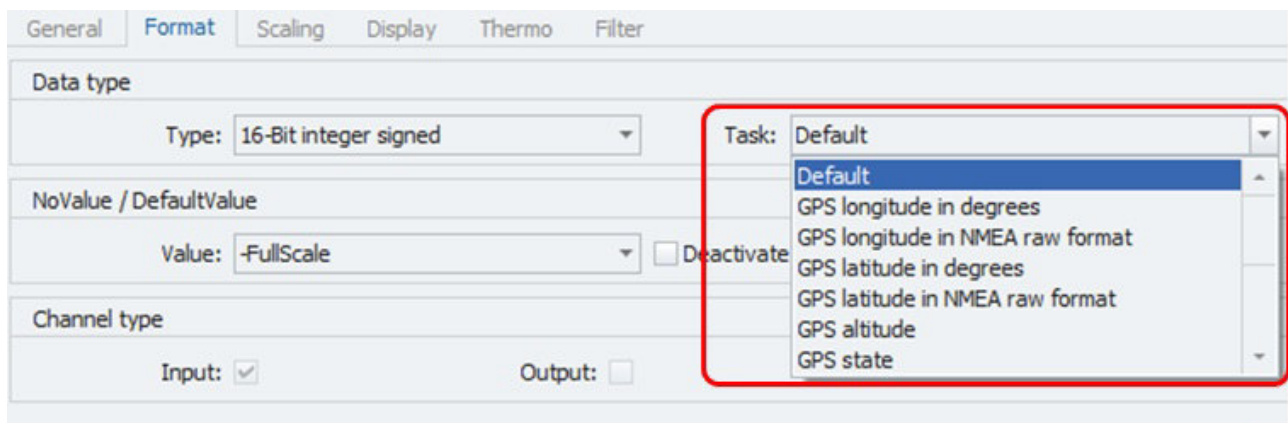 General Format Scaling Display Thermo Filter
Data type
Type: 16-Bit integer signed Task: Default
Default
GPS longitude in degrees
GPS longitude in NMEA raw format
GPS latitude in degrees
GPS latitude in NMEA raw format
GPS altitude
GPS state
NoValue / DefaultValue
Value: -FullScale Deactivate
Channel type
Input: Output: